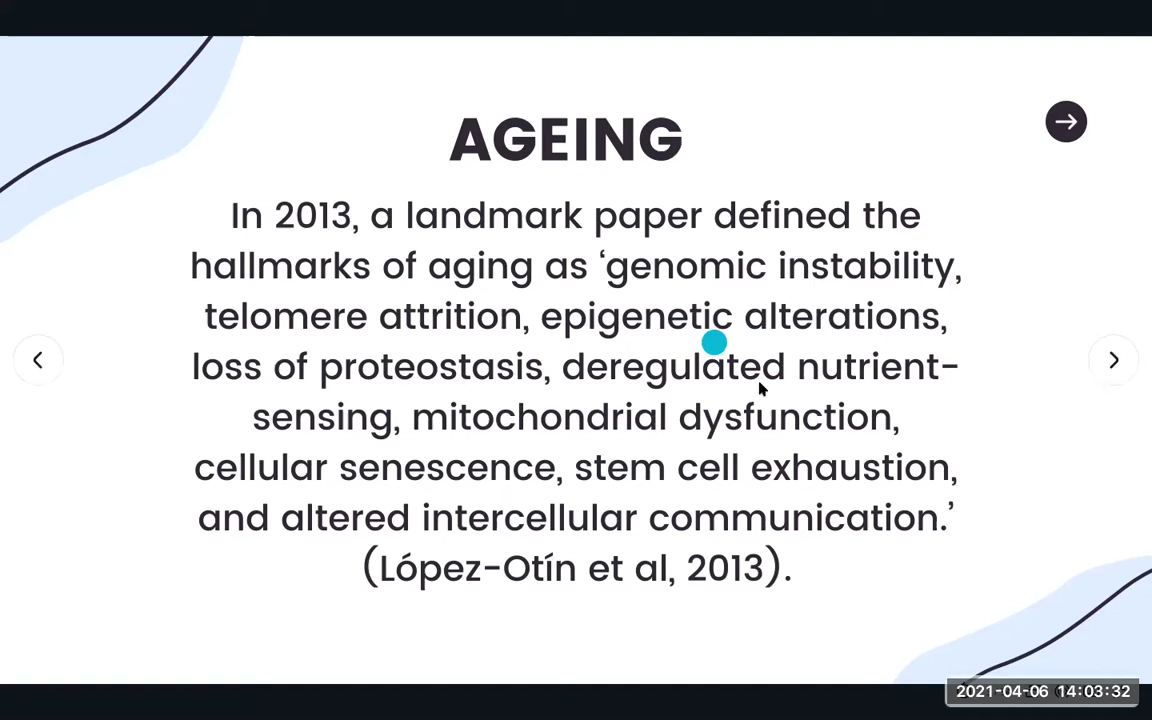 AGEING
In 2013, a landmark paper defined the
hallmarks of aging as ‘genomic instability,
telomere attrition, epigenetic alterations,
loss of proteostasis, deregulated nutrient-
sensing, mitochondrial dysfunction,
cellular senescence, stem cell exhaustion,
and altered intercellular communication.’
(López-Otín et al, 2013).
2021-04-06 14:03:32